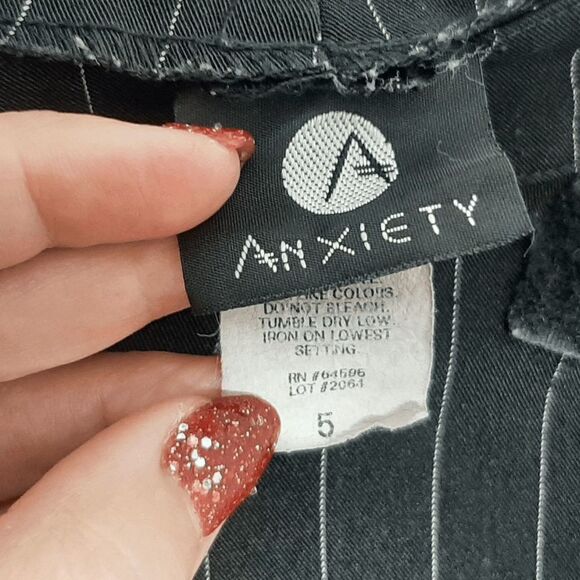 A
ANXIETY
COLORS.
DO NOT BLEACH.
TUMBLE DRY LOW.
IRON ON LOWEST
SETTING.
RN #64596
LOT #2064
5